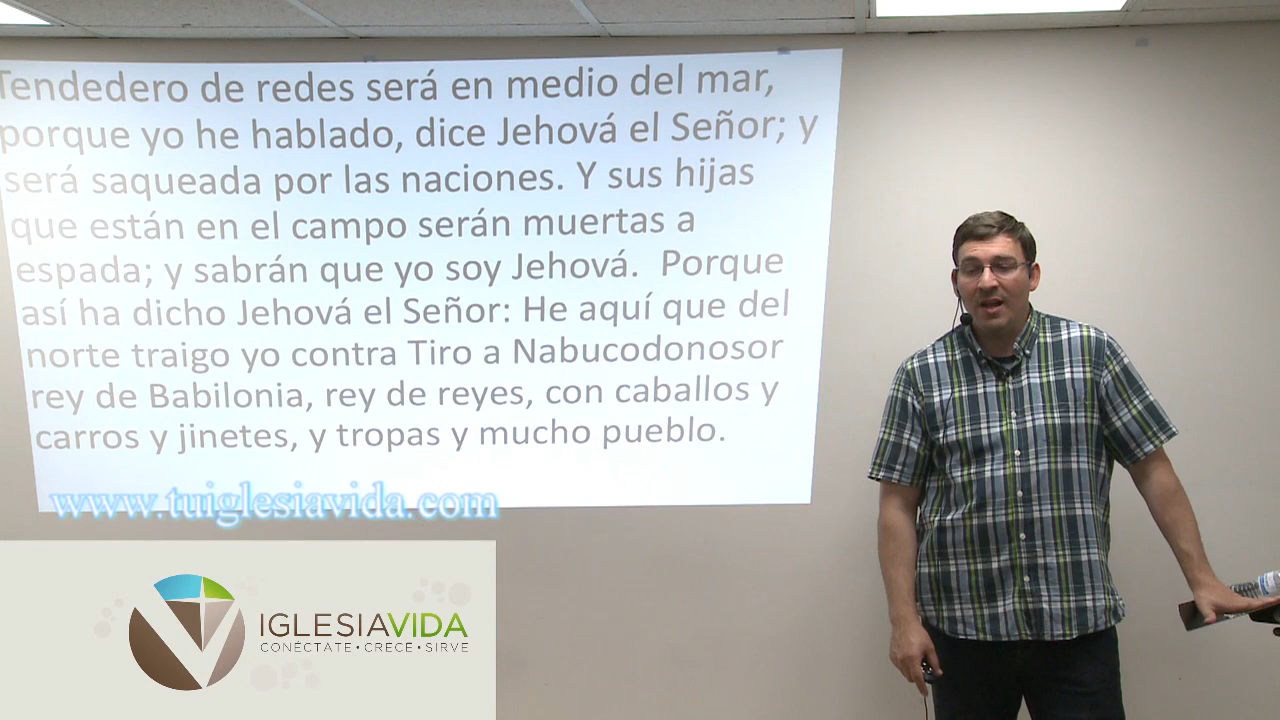 Tendedero de redes será en medio del mar,
porque yo he hablado, dice Jehová el Señor; y
será saqueada por las naciones. Y sus hijas
que están en el campo serán muertas a
espada; y sabrán que yo soy Jehová. Porque
así ha dicho Jehová el Señor: He aquí que del
norte traigo yo contra Tiro a Nabucodonosor
rey de Babilonia, rey de reyes, con caballos y
carros y jinetes, y tropas y mucho pueblo.
www.tuiglesiavida.com
IGLESIAVIDA
CONÉCTATE • CRECE • SIRVE